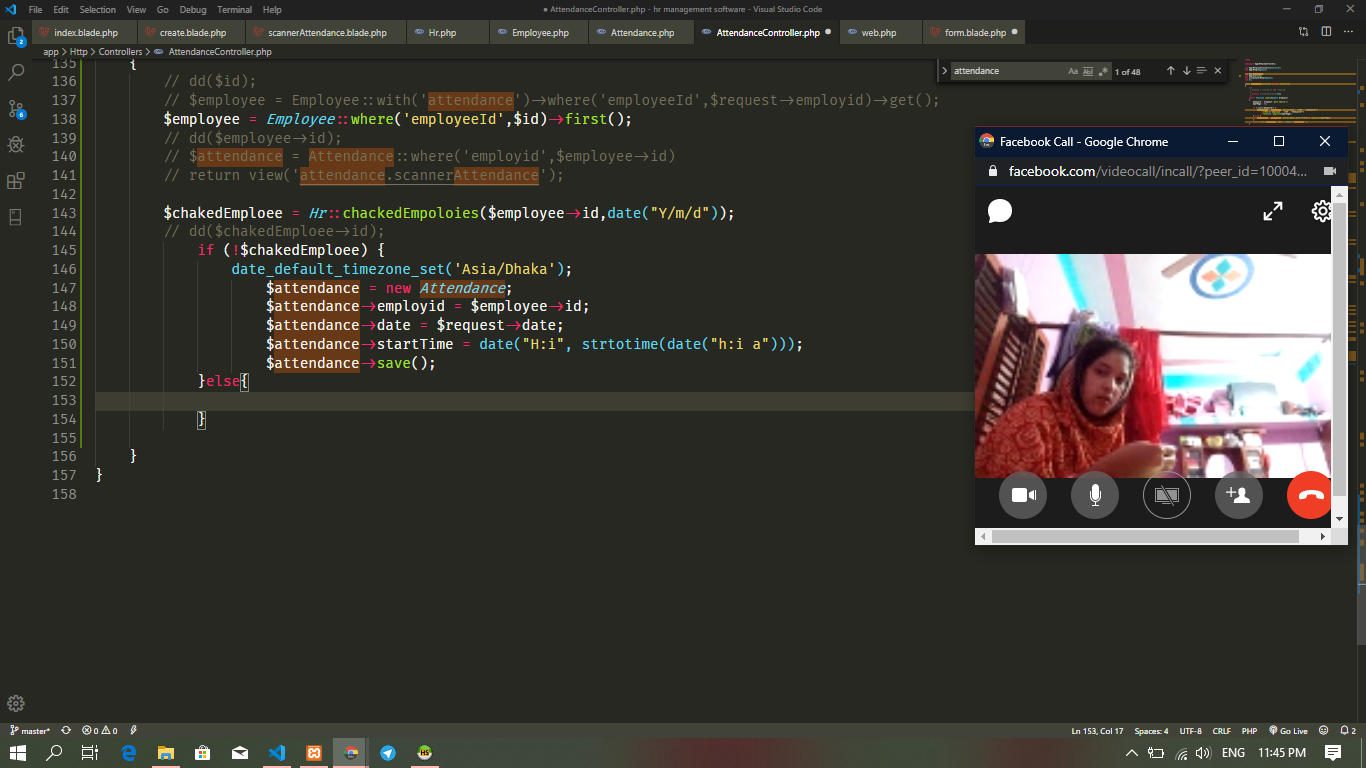 File Edit Selection View Go Debug Terminal Help
● AttendanceController.php - hr management software - Visual Studio Code
index.blade.php create.blade.php scannerAttendance.blade.php Hr.php Employee.php Attendance.php AttendanceController.php web.php form.blade.php
app > Http > Controllers > AttendanceController.php
attendance Aa Abl 1 of 48
135 {
136 // dd($id);
137 // $employee = Employee::with('attendance')->where('employeeId',$request->employid)->get();
138 $employee = Employee::where('employeeId',$id)->first();
139 // dd($employee->id);
140 // $attendance = Attendance::where('employid',$employee->id)
141 // return view('attendance.scannerAttendance');
142
143 $chakedEmploee = Hr::chackedEmpoloies($employee->id,date("Y/m/d"));
144 // dd($chakedEmploee->id);
145 if (!$chakedEmploee) {
146 date_default_timezone_set('Asia/Dhaka');
147 $attendance = new Attendance;
148 $attendance->employid = $employee->id;
149 $attendance->date = $request->date;
150 $attendance->startTime = date("H:i", strtotime(date("h:i a")));
151 $attendance->save();
152 }else{
153
154 }
155
156 }
157 }
158
Facebook Call - Google Chrome
facebook.com/videocall/incall/?peer_id=10004...
2
6
master* 0 0
Ln 153, Col 17 Spaces: 4 UTF-8 CRLF PHP Go Live 2
HS
ENG 11:45 PM